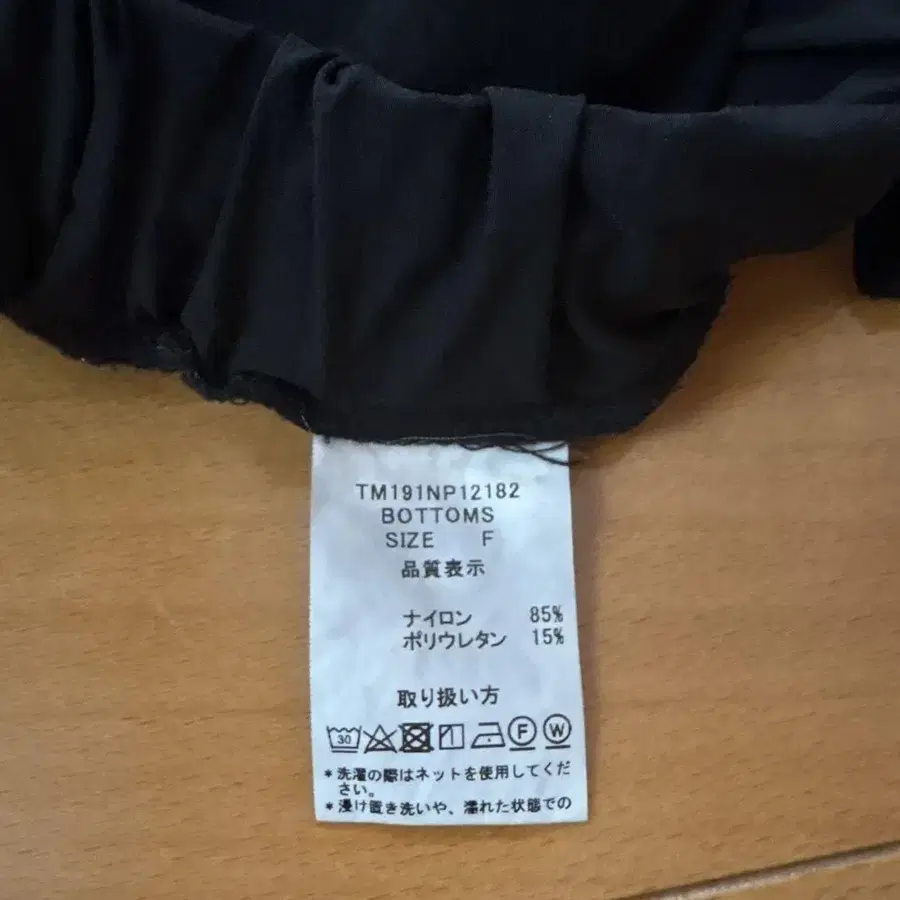 TM191NP12182
BOTTOMS
SIZE F
品質表示
ナイロン 85%
ポリウレタン 15%
取り扱い方
30 F W
*洗濯の際はネットを使用してくだ
さい。
*浸け置き洗いや、濡れた状態での